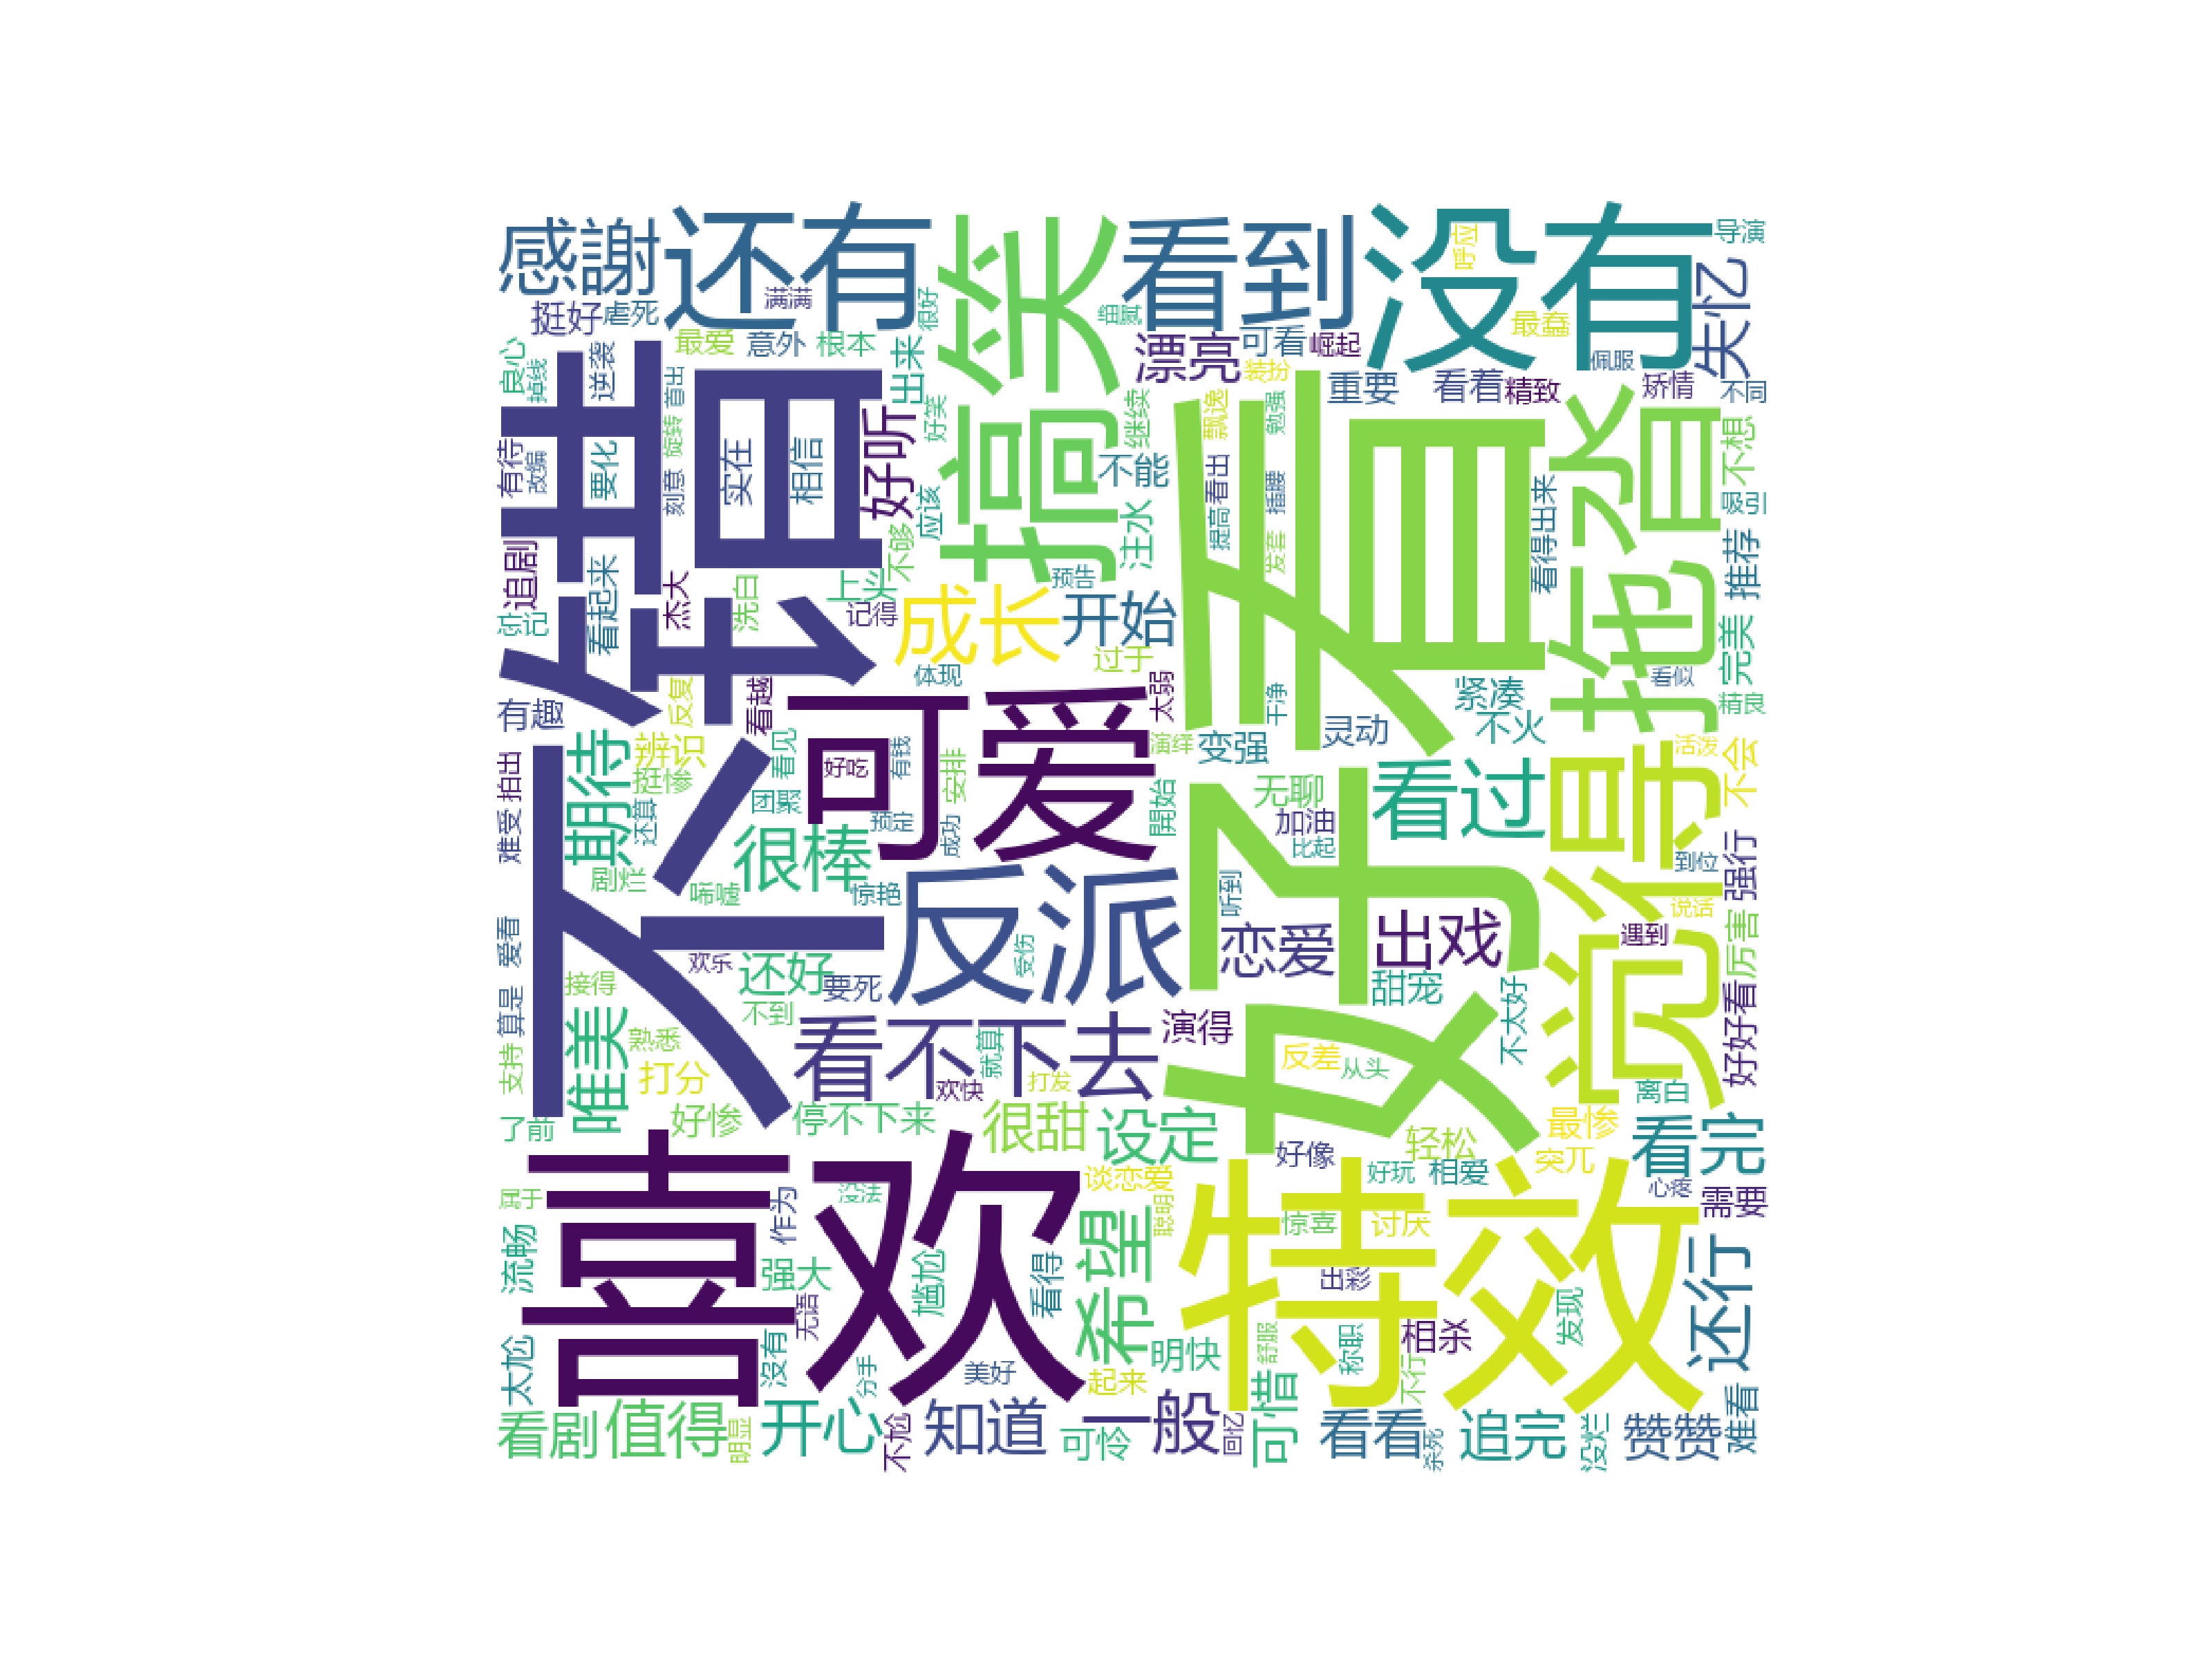 感謝
还有
搞笑
看到
没有
导演
呼应
失忆
挺好
虐死
满满
很好
细腻
漂亮
可看
崛起
最蠢
佩服
良心
掉线
逆袭
首出
最爱
意外
根本
出来
装扮
重要
看着
精致
矫情
不同
不错
实在
相信
好听
好笑
继续
飘逸
勉强
好看
拖沓
不想
有待
改编
要化
旋转
刻意
应该
不能
看出
提高
插腰
吸引
追剧
看起来
杰大
洗白
上头
不够
注水
预告
发套
看得出来
推荐
忘记
记得
成长
开始
完美
有趣
反复
看越
体现
过于
太弱
干净
看似
精良
可爱
紧凑
不火
灵动
变强
演绎
觉得
活泼
不会
期待
辨识
挺惨
看见
好吃
有钱
安排
無聊
看过
难受
拍出
还算
团聚
很棒
预定
成功
開始
加油
比起
到位
强行
剧烂
唏嘘
惊艳
反派
听到
恋爱
出戏
说话
遇到
厉害
爱看
算是
接得
欢乐
还好
要死
受伤
甜宠
不太好
好好看
支持
唯美
熟悉
打分
不到
看不下去
就算
演得
反差
从头
离白
了前
好惨
停不下来
欢快
打发
很甜
设定
好像
轻松
最惨
看完
喜欢
谈恋爱
聪明
好玩
相爱
突兀
心疼
需要
特效
属于
流畅
作为
没法
强大
尴尬
看得
希望
惊喜
讨厌
出彩
还行
太尬
沒有
无语
分手
美好
起来
明快
舒服
称职
相杀
不行
发现
看剧
值得
明显
开心
不尬
知道
可怜
一般
回忆
可惜
看看
杀死
追完
没烂
赞赞
难看